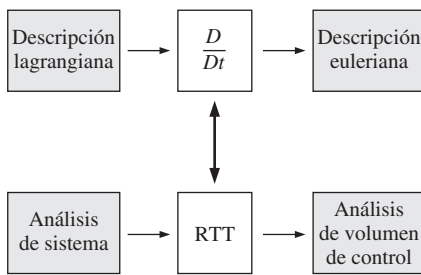 Descripción
lagrangiana
D
Dt
Descripción
euleriana
Análisis
de sistema
RTT
Análisis
de volumen
de control